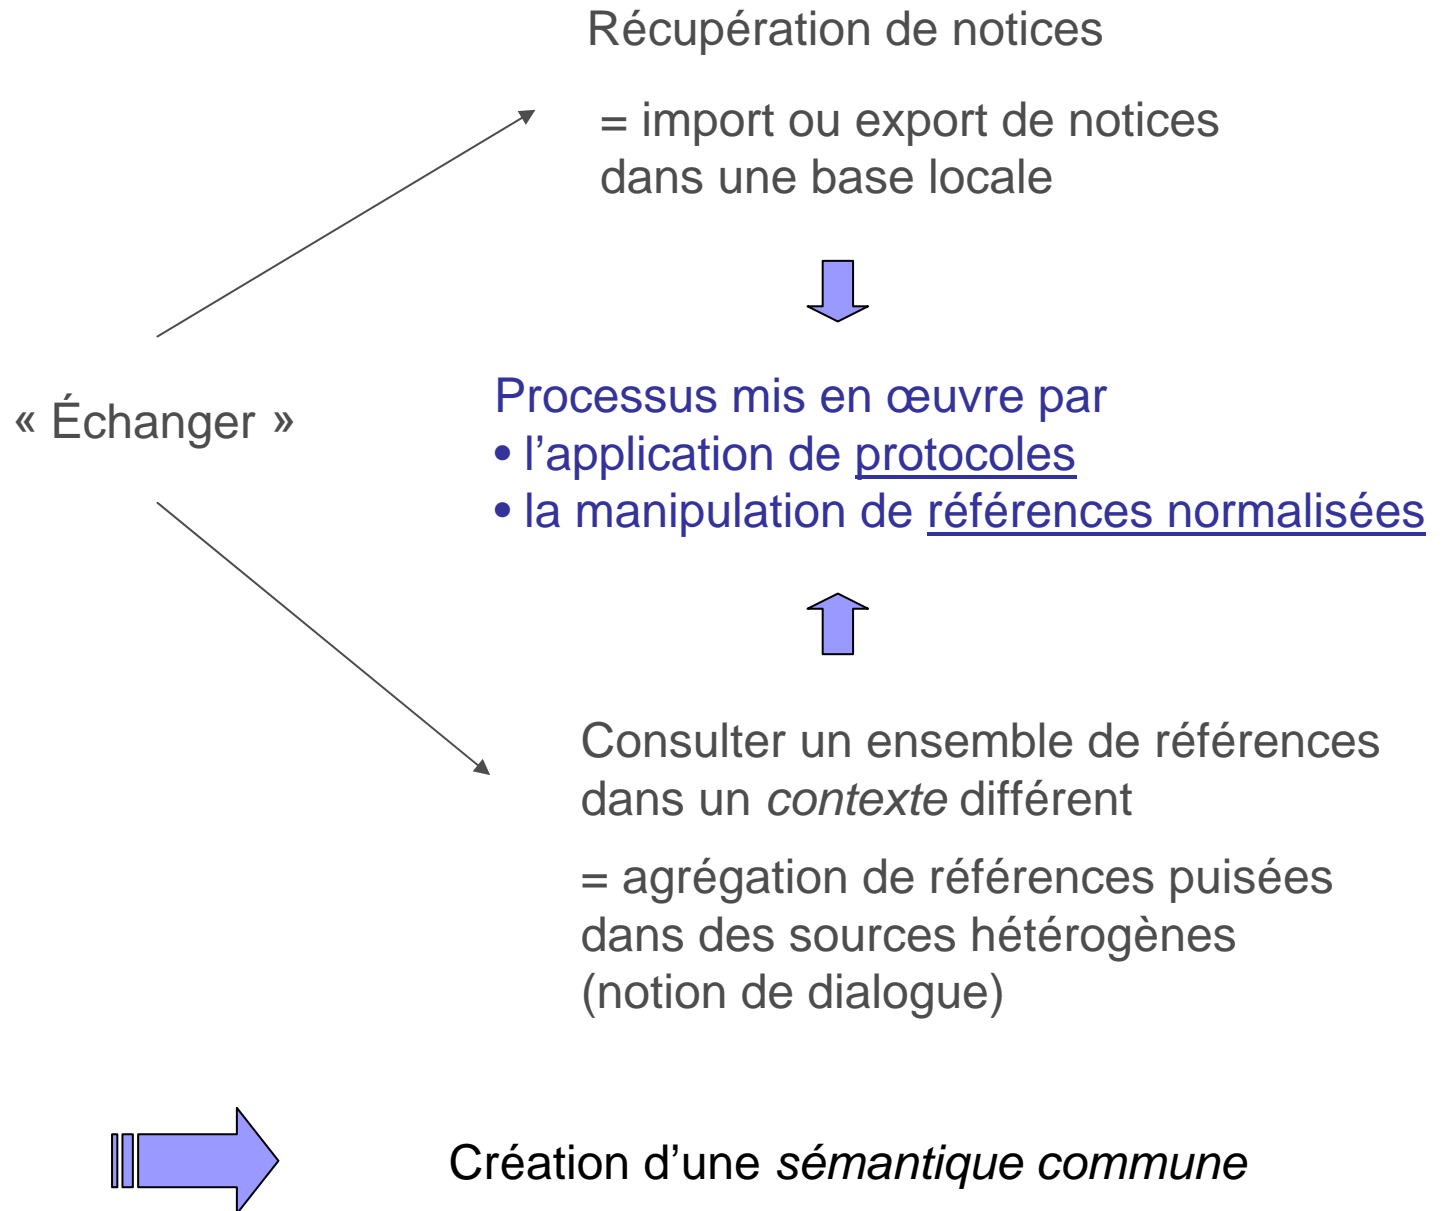 Récupération de notices
= import ou export de notices
dans une base locale
« Échanger »
Processus mis en œuvre par
• l’application de protocoles
• la manipulation de références normalisées
Consulter un ensemble de références
dans un contexte différent
= agrégation de références puisées
dans des sources hétérogènes
(notion de dialogue)
Création d’une sémantique commune